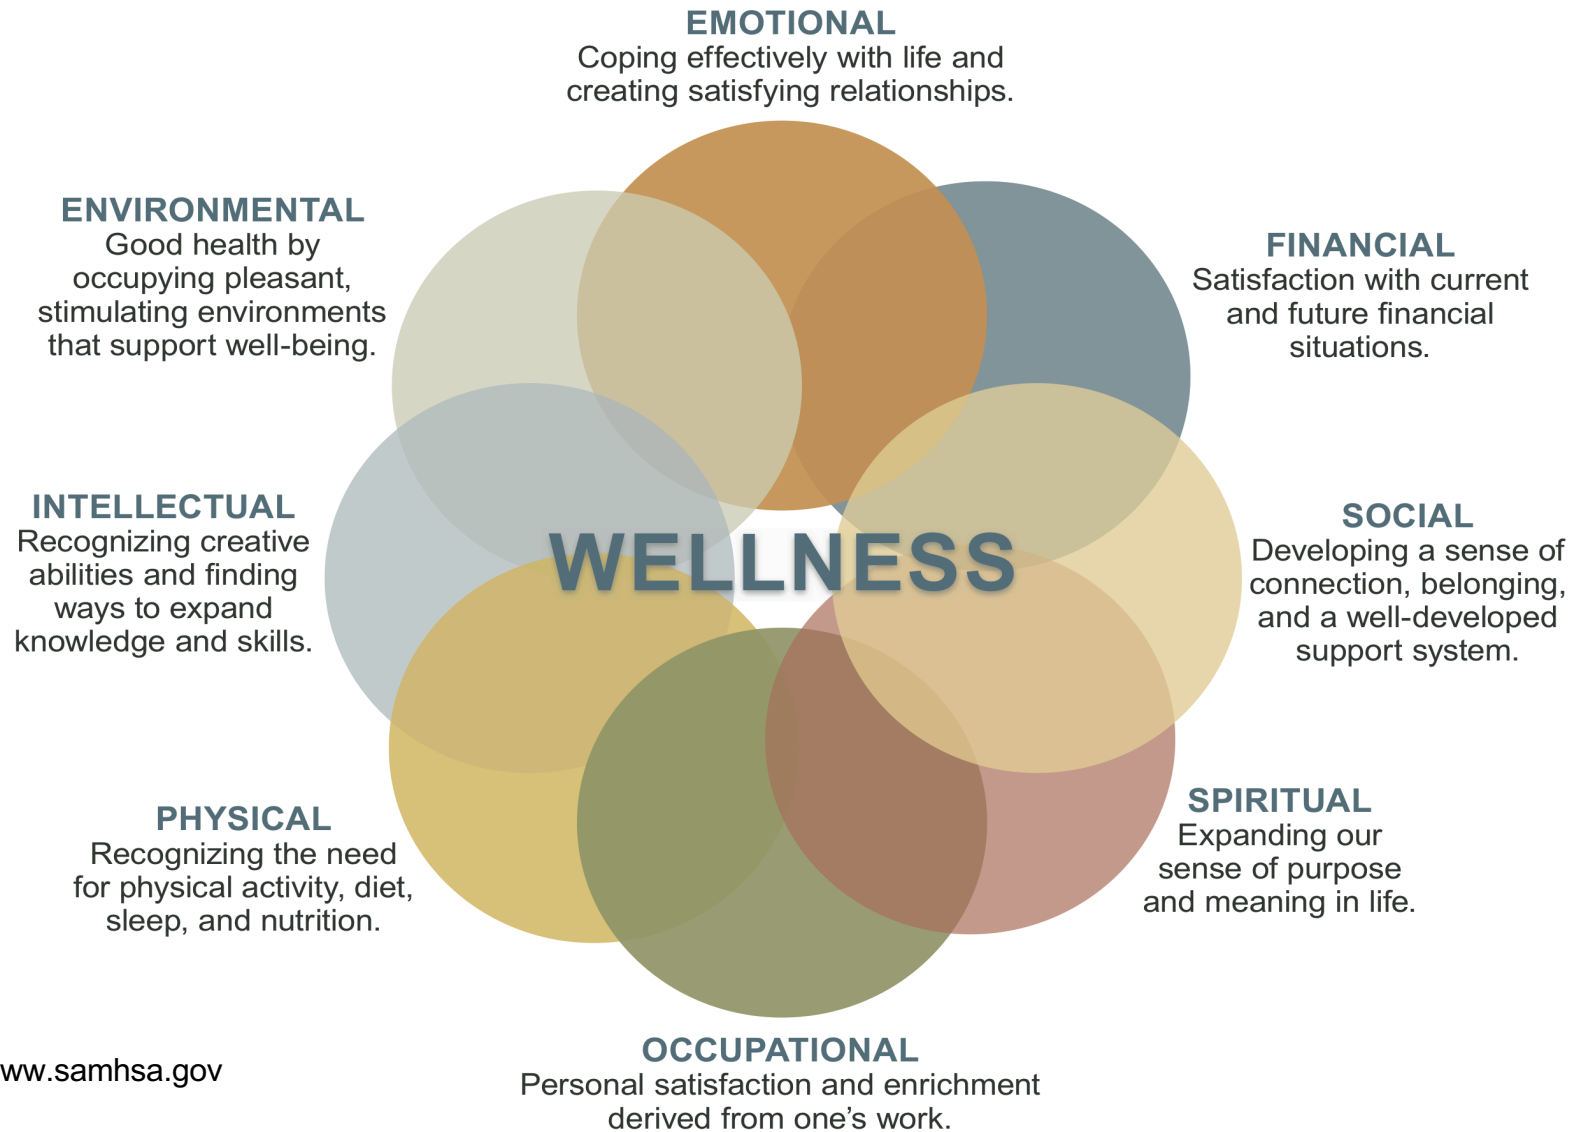 EMOTIONAL
Coping effectively with life and
creating satisfying relationships.
ENVIRONMENTAL
Good health by
occupying pleasant,
stimulating environments
that support well-being.
FINANCIAL
Satisfaction with current
and future financial
situations.
INTELLECTUAL
Recognizing creative
abilities and finding
ways to expand
knowledge and skills.
WELLNESS
SOCIAL
Developing a sense of
connection, belonging,
and a well-developed
support system.
PHYSICAL
Recognizing the need
for physical activity, diet,
sleep, and nutrition.
SPIRITUAL
Expanding our
sense of purpose
and meaning in life.
OCCUPATIONAL
Personal satisfaction and enrichment
derived from one’s work.
ww.samhsa.gov